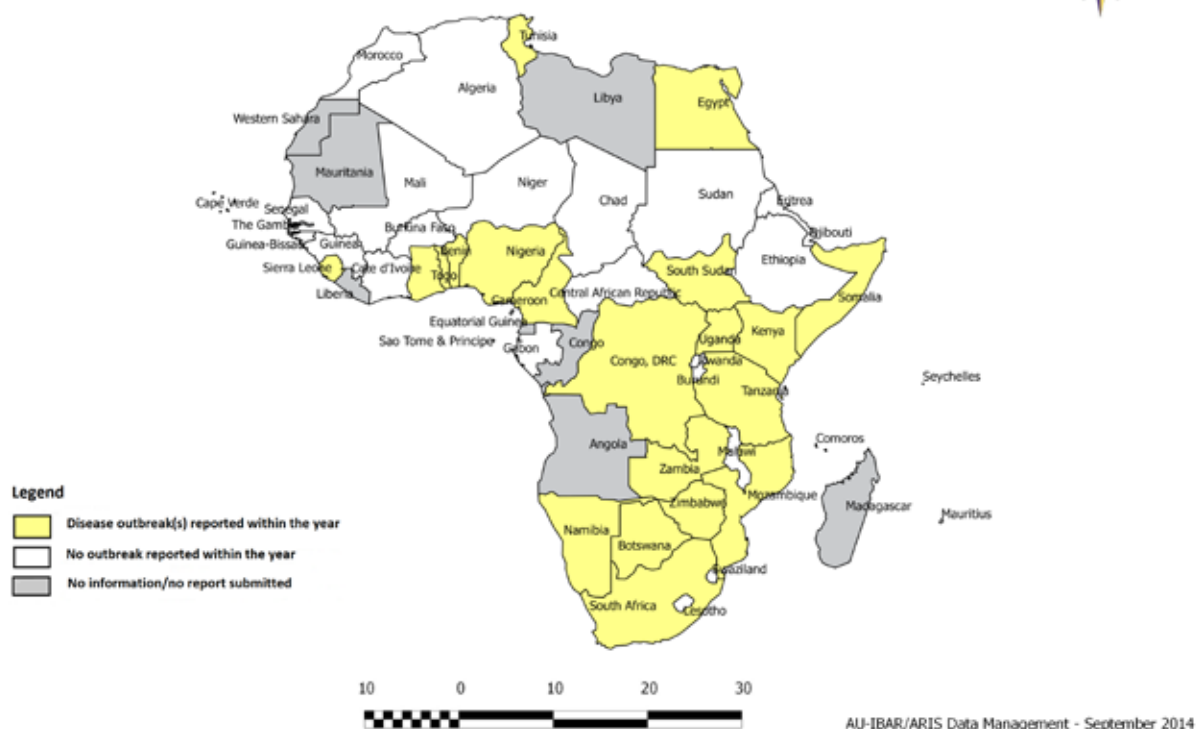 Tunisia
Morocco
Algeria
Libya
Egypt
Western Sahara
Mauritania
Mali
Niger
Chad
Sudan
Eritrea
Cape Verde
Senegal
The Gambia
Burkina Faso
Djibouti
Guinea-Bissau
Guinea
Benin
Nigeria
Ethiopia
Sierra Leone
Cote d'Ivoire
Togo
South Sudan
Liberia
Cameroon
Central African Republic
Somalia
Equatorial Guinea
Sao Tome & Principe
Gabon
Congo
Uganda
Kenya
Congo, DRC
Rwanda
Burundi
Seychelles
Tanzania
Angola
Malawi
Comoros
Zambia
Legend
Mozambique
Madagascar
Mauritius
Zimbabwe
Disease outbreak(s) reported within the year
Namibia
Botswana
No outbreak reported within the year
Swaziland
No information/no report submitted
South Africa
Lesotho
10 0 10 20 30
AU-IBAR/ARIS Data Management - September 2014